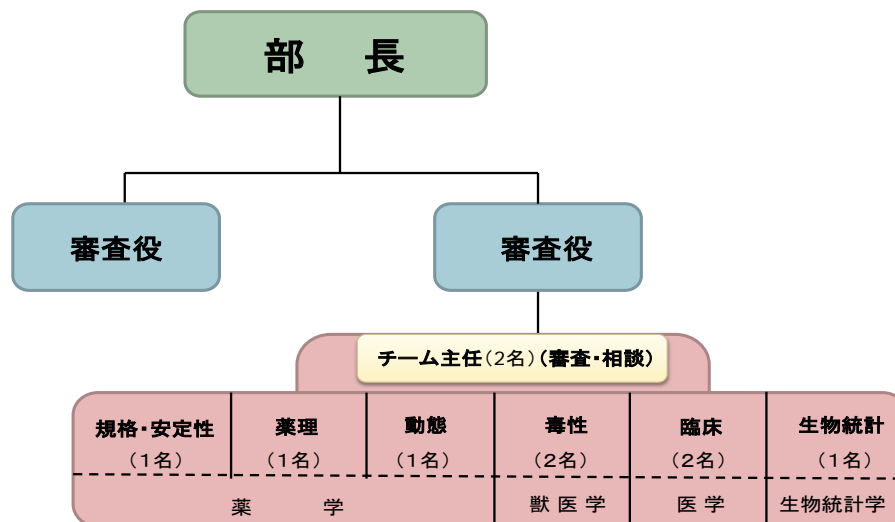 部 長
審査役 審査役
チーム主任(2名)(審査・相談)
規格・安定性 薬理 動態 毒性 臨床 生物統計
(1名) (1名) (1名) (2名) (2名) (1名)
薬 学 獣医学 医学 生物統計学